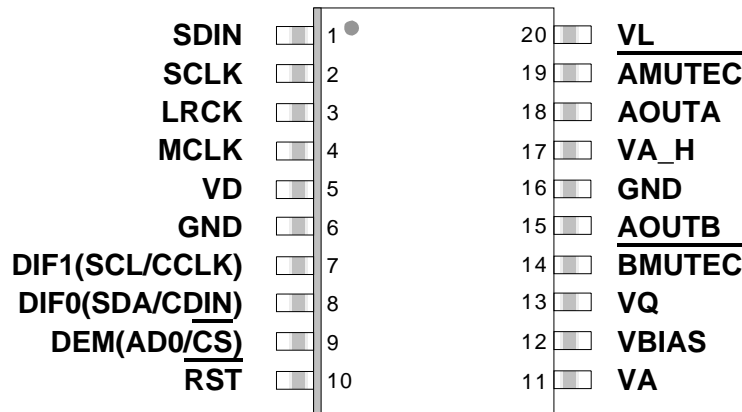 SDIN 1 20 VL
SCLK 2 19 AMUTEC
LRCK 3 18 AOUTA
MCLK 4 17 VA_H
VD 5 16 GND
GND 6 15 AOUTB
DIF1(SCL/CCLK) 7 14 BMUTEC
DIF0(SDA/CDIN) 8 13 VQ
DEM(AD0/CS) 9 12 VBIAS
RST 10 11 VA